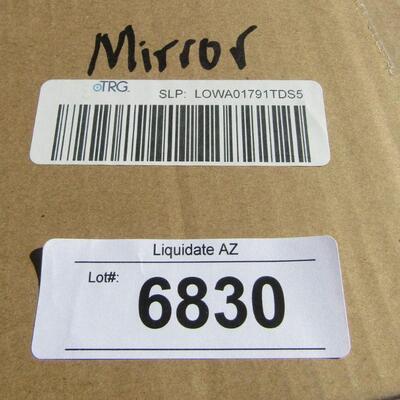 Mirror
TRG. SLP: LOWA01791TDS5
Liquidate AZ
Lot#:
6830